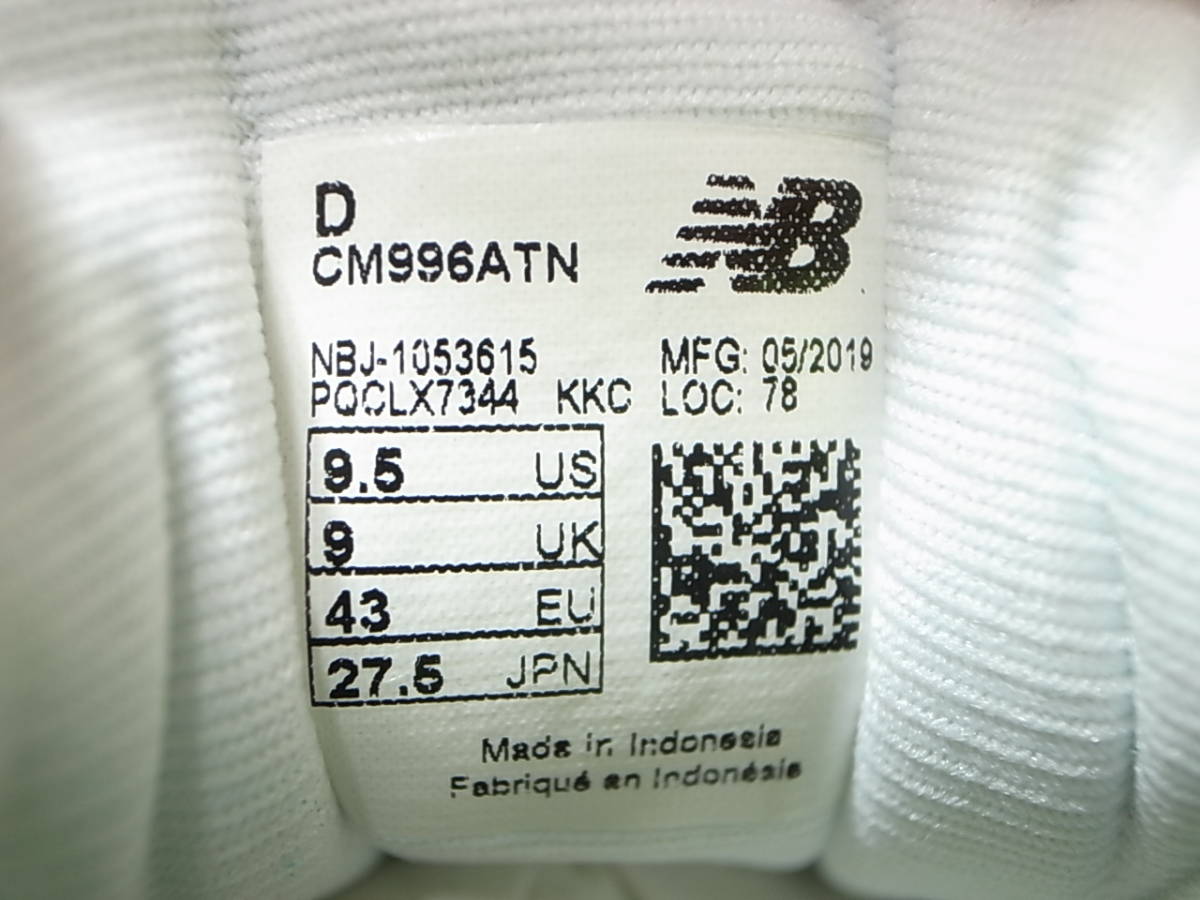 D
CM996ATN
NB
NBJ-1053615
PQCLX7344 KKC
MFG: 05/2019
LOC: 78
9.5 US
9 UK
43 EU
27.5 JPN
Made in Indonesia
Fabriqué en Indonésie